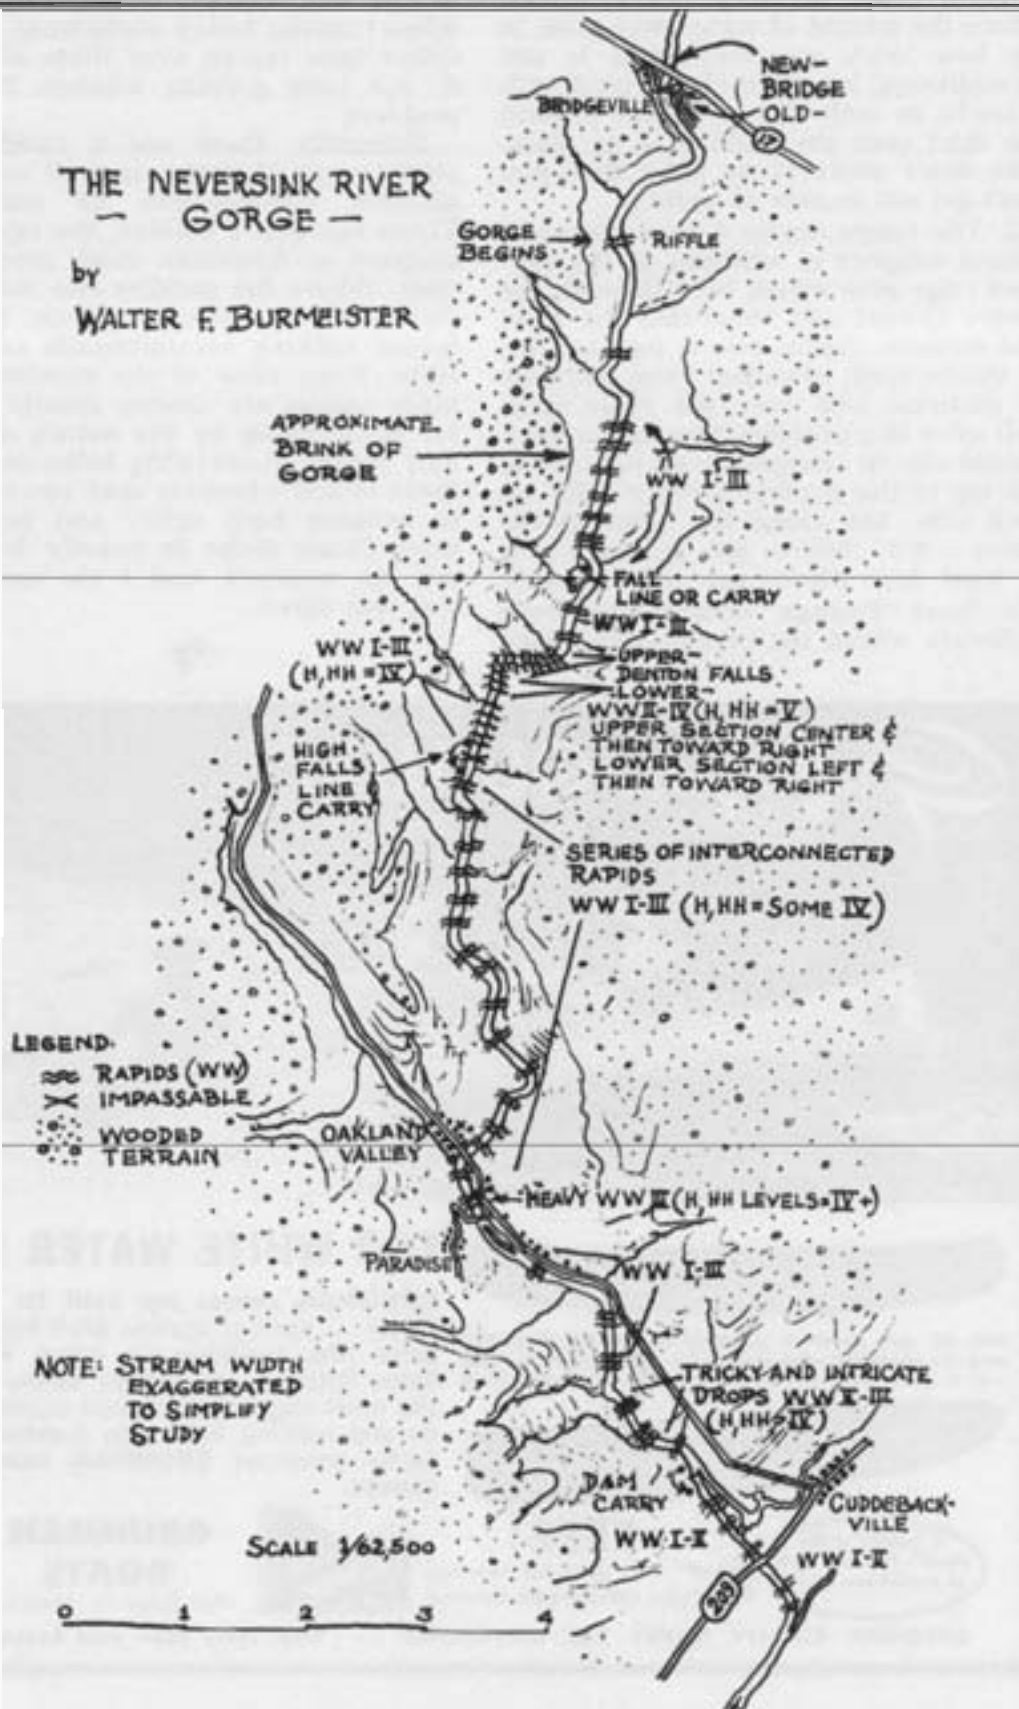 NEW-
BRIDGE
OLD-
BRIDGEVILLE
17
THE NEVERSINK RIVER
— GORGE —
by
WALTER F. BURMEISTER
GORGE
BEGINS
RIFFLE
APPROXIMATE
BRINK OF
GORGE
WW I-III
FALL
LINE OR CARRY
WW I-III
WW I-III
(H, HH = IV)
UPPER-
DENTON FALLS
LOWER-
WW II-IV (H, HH = V)
UPPER SECTION CENTER &
THEN TOWARD RIGHT
LOWER SECTION LEFT &
THEN TOWARD RIGHT
HIGH
FALLS
LINE &
CARRY
SERIES OF INTERCONNECTED
RAPIDS
WW I-III (H, HH = SOME IV)
LEGEND-
RAPIDS (WW)
IMPASSABLE
WOODED
TERRAIN
OAKLAND
VALLEY
HEAVY WW III (H, HH LEVELS = IV+)
PARADISE
WW I-III
NOTE: STREAM WIDTH
EXAGGERATED
TO SIMPLIFY
STUDY
TRICKY AND INTRICATE
DROPS WW II-III
(H, HH = IV)
DAM
CARRY
CUDDEBACK-
VILLE
WW I-II
WW I-II
SCALE 1/62,500
209
0 1 2 3 4